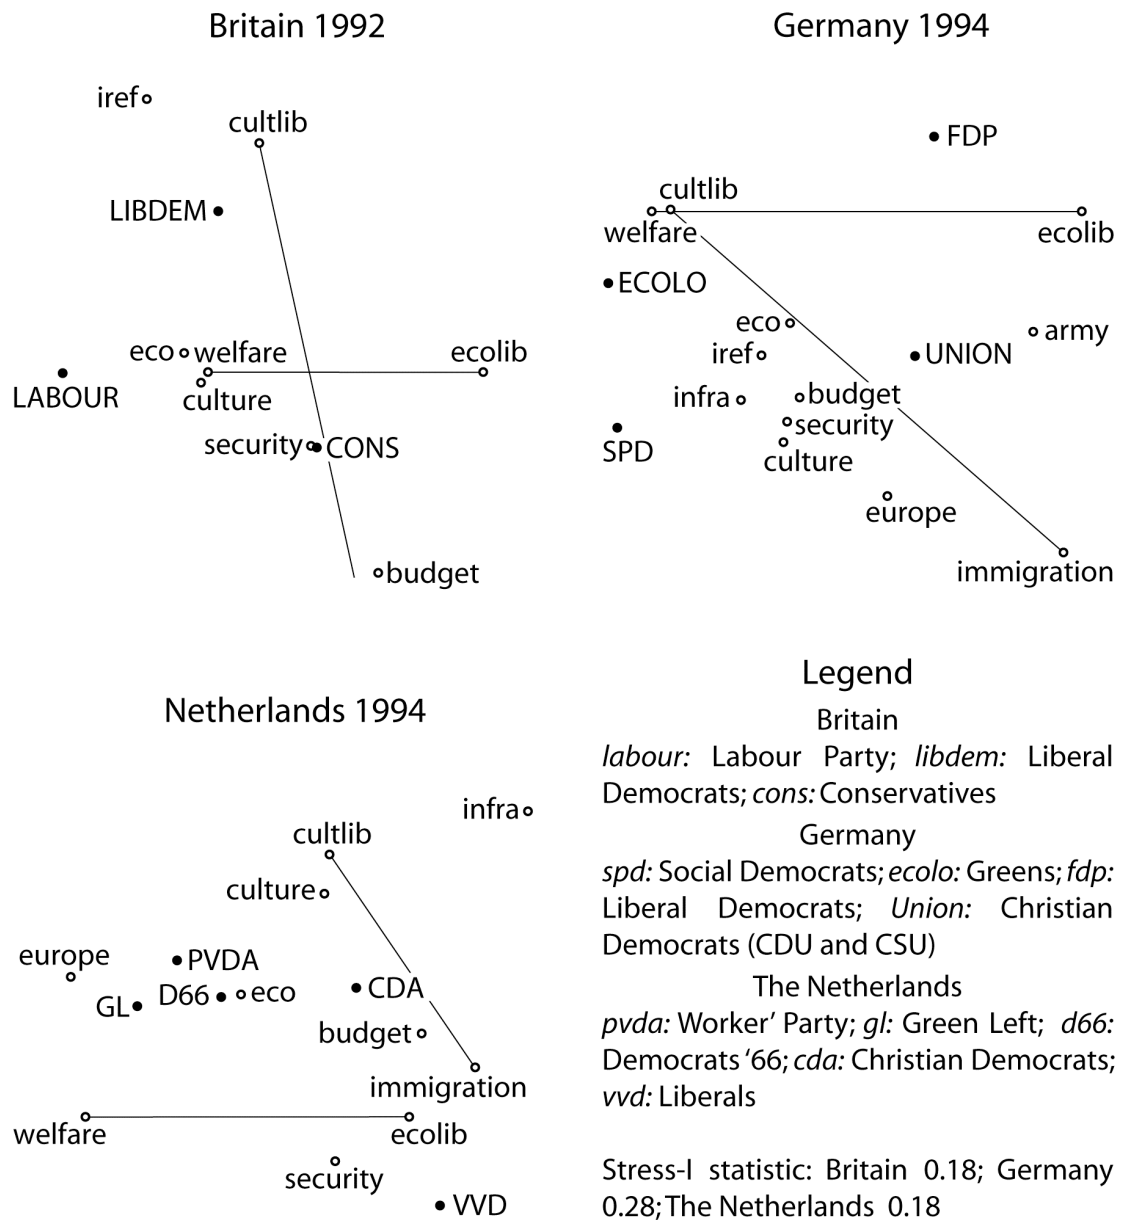 Britain 1992
iref
cultlib
LIBDEM
eco
welfare
ecolib
LABOUR
culture
security
CONS
budget
Germany 1994
FDP
cultlib
welfare
ecolib
ECOLO
eco
army
iref
UNION
infra
budget
security
SPD
culture
europe
immigration
Netherlands 1994
infra
cultlib
culture
europe
PVDA
GL
D66
eco
CDA
budget
immigration
welfare
ecolib
security
VVD
Legend
Britain
labour: Labour Party; libdem: Liberal
Democrats; cons: Conservatives
Germany
spd: Social Democrats; ecolo: Greens; fdp:
Liberal Democrats; Union: Christian
Democrats (CDU and CSU)
The Netherlands
pvda: Worker’ Party; gl: Green Left; d66:
Democrats ‘66; cda: Christian Democrats;
vvd: Liberals
Stress-I statistic: Britain 0.18; Germany
0.28; The Netherlands 0.18